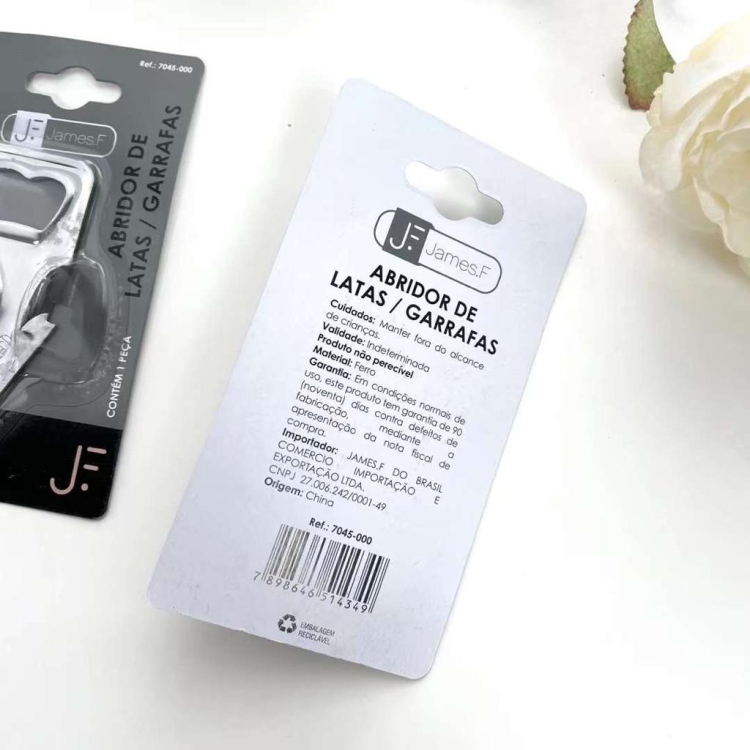 Ref.: 7045-000
JF James.F
ABRIDOR DE
LATAS / GARRAFAS
CONTÉM 1 PEÇA
JF
JF James.F
ABRIDOR DE
LATAS / GARRAFAS
Cuidados: Manter fora do alcance
de crianças.
Validade: Indeterminada
Produto não perecível
Material: Ferro
Garantia: Em condições normais de
uso, este produto tem garantia de 90
(noventa) dias contra defeitos de
fabricação, mediante a
apresentação da nota fiscal de
compra.
Importador: JAMES.F DO BRASIL
COMERCIO IMPORTAÇÃO E
EXPORTAÇÃO LTDA.
CNPJ 27.006.242/0001-49
Origem: China
Ref.: 7045-000
7 898646 514349
EMBALAGEM
RECICLÁVEL